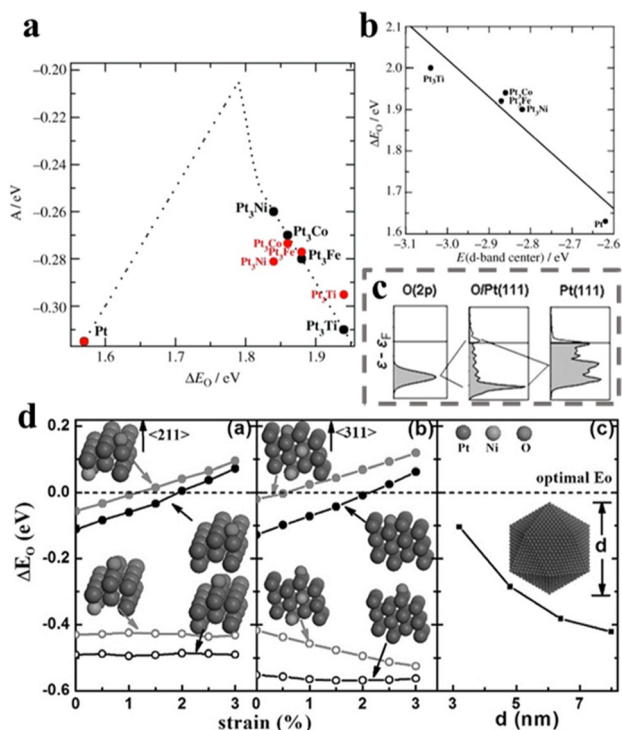 a
A/eV
−0.20
−0.22
−0.24
−0.26
−0.28
−0.30
Pt₃Ni
Pt₃Co
Pt₃Co
Pt₃Fe
Pt₃Ni
Pt₃Fe
Pt₃Ti
Pt₃Ti
Pt
1.6 1.7 1.8 1.9
ΔE_O / eV
b
ΔE_O / eV
2.1
2.0
1.9
1.8
1.7
1.6
Pt₃Ti
Pt₃Co
Pt₃Fe
Pt₃Ni
Pt
−3.1 −3.0 −2.9 −2.8 −2.7 −2.6
E(d-band center) / eV
c
O(2p) O/Pt(111) Pt(111)
ε - ε_F
d
ΔE_O (eV)
0.2
0.0
-0.2
-0.4
-0.6
<211>
(a)
0 1 2 3
<311>
(b)
0 1 2 3
strain (%)
(c)
Pt Ni O
optimal Eo
d
3 5 7
d (nm)